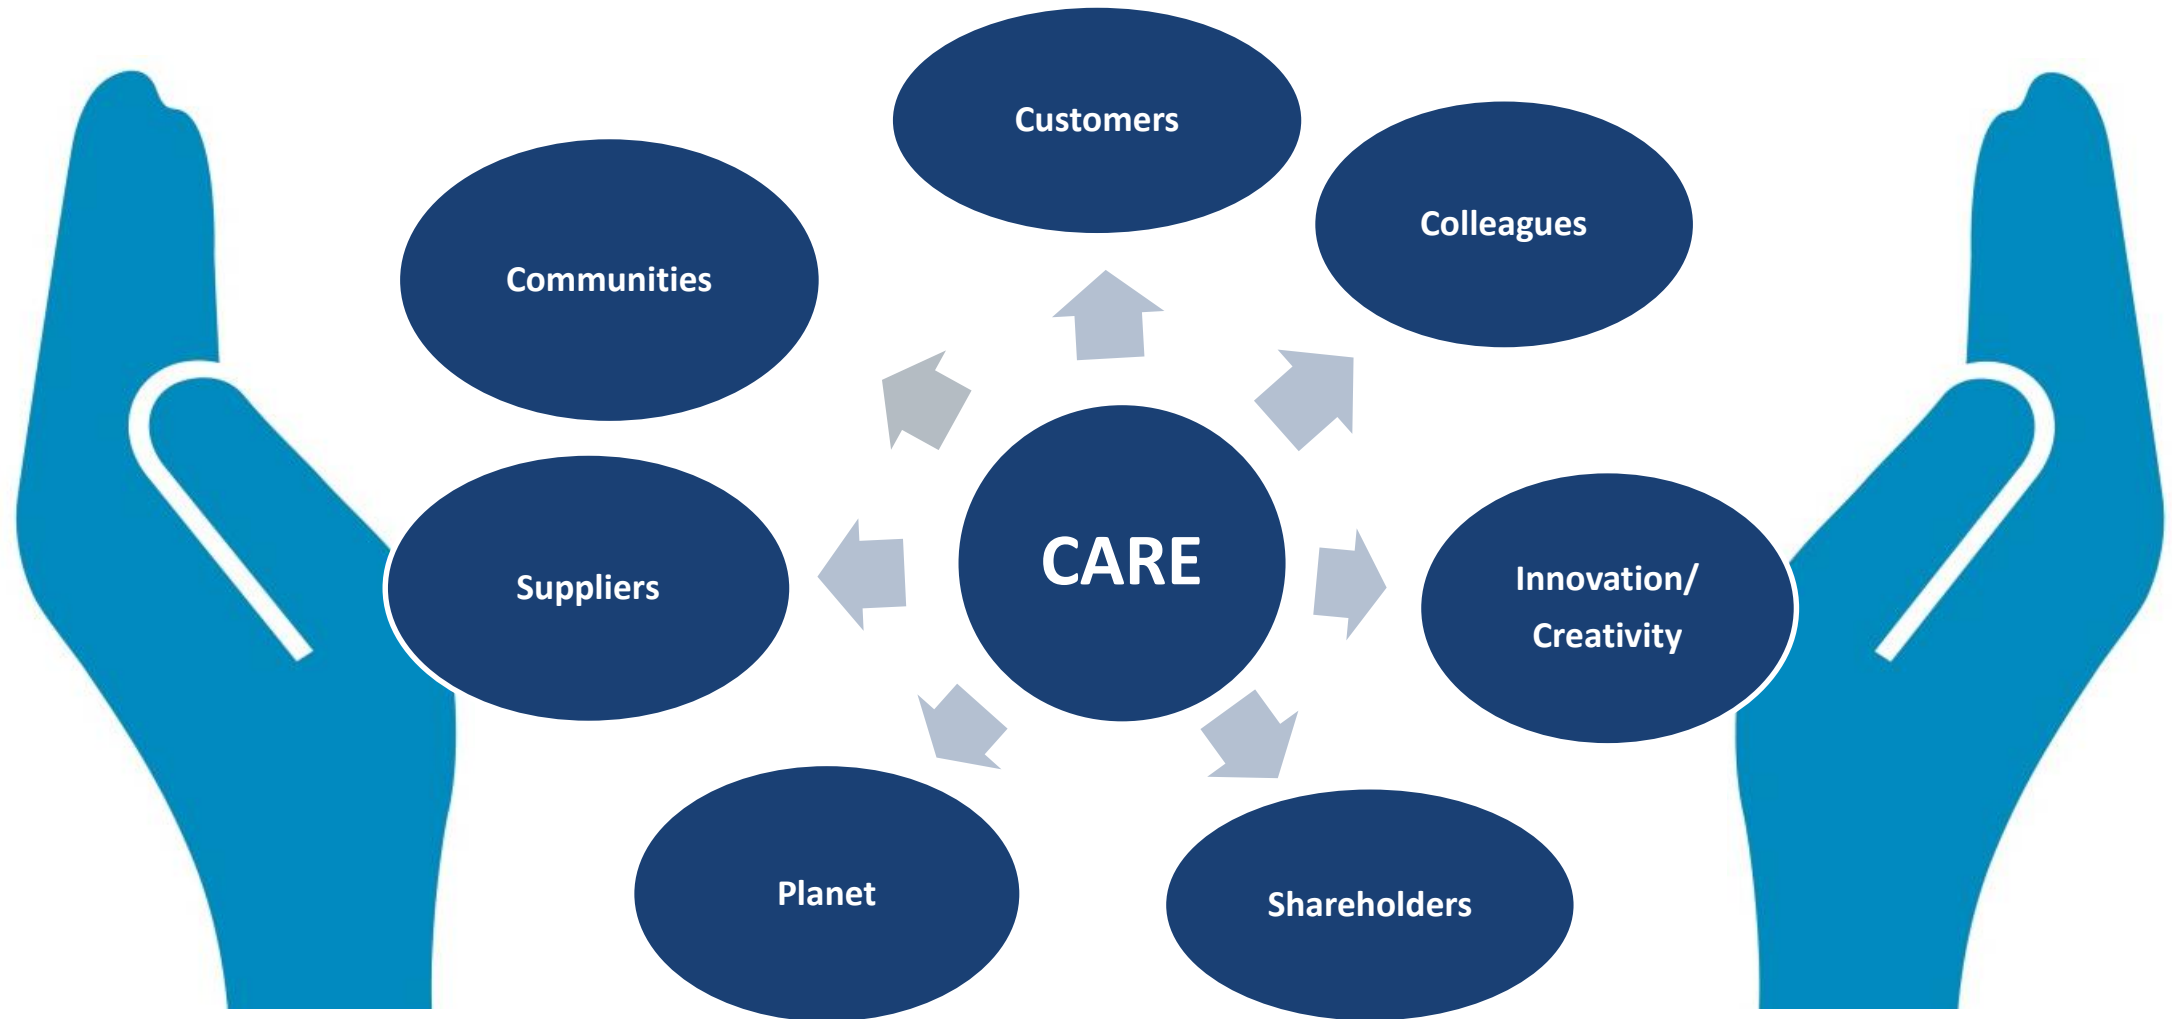 Customers
Colleagues
Communities
CARE
Innovation/
Creativity
Suppliers
Planet
Shareholders